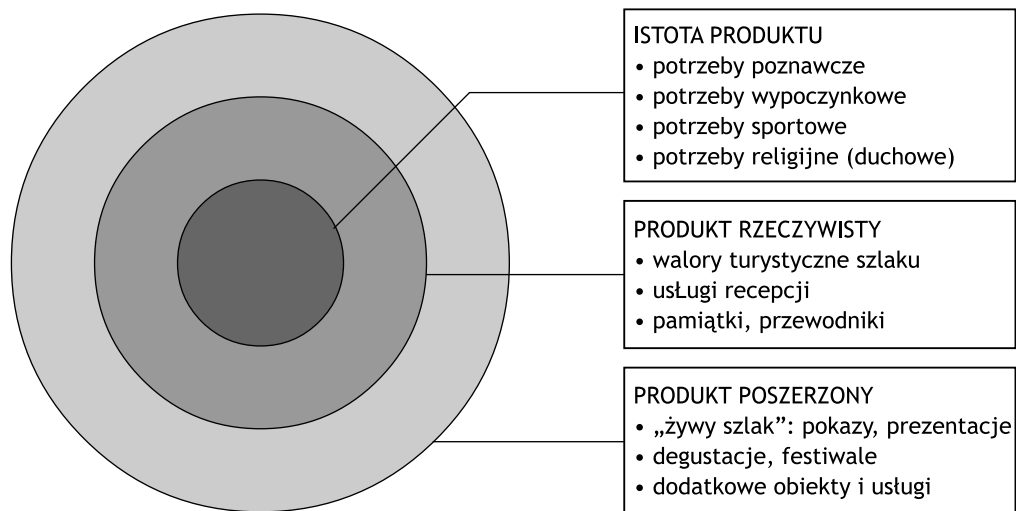 ISTOTA PRODUKTU
• potrzeby poznawcze
• potrzeby wypoczynkowe
• potrzeby sportowe
• potrzeby religijne (duchowe)
PRODUKT RZECZYWISTY
• walory turystyczne szlaku
• usŁugi recepcji
• pamiątki, przewodniki
PRODUKT POSZERZONY
• „żywy szlak”: pokazy, prezentacje
• degustacje, festiwale
• dodatkowe obiekty i usługi